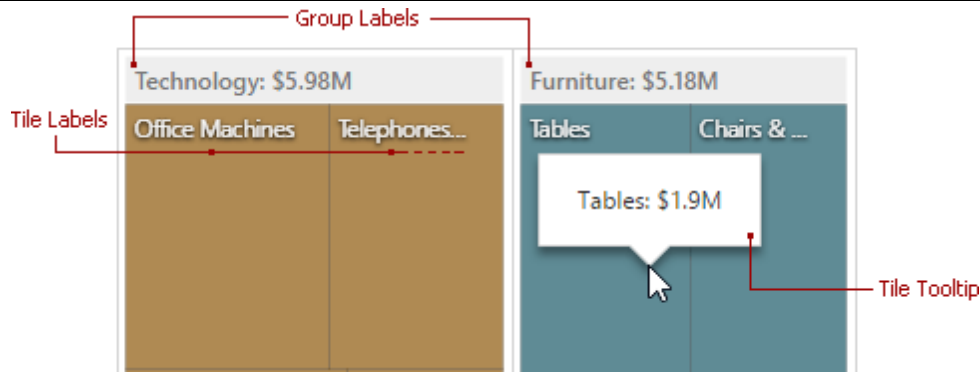 Group Labels
Technology: $5.98M
Furniture: $5.18M
Tile Labels
Office Machines
Telephones...
Tables
Chairs & ...
Tables: $1.9M
Tile Tooltip